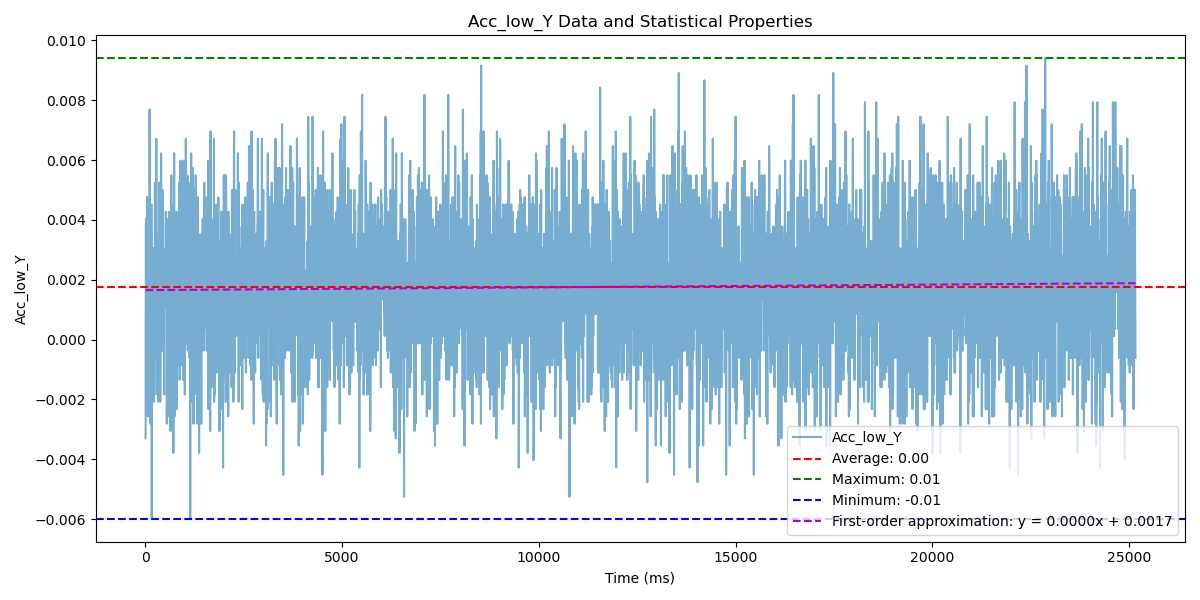 Acc_low_Y Data and Statistical Properties
0.010
0.008
0.006
0.004
0.002
0.000
−0.002
−0.004
−0.006
Acc_low_Y
Acc_low_Y
Average: 0.00
Maximum: 0.01
Minimum: -0.01
First-order approximation: y = 0.0000x + 0.0017
0
5000
10000
15000
20000
25000
Time (ms)